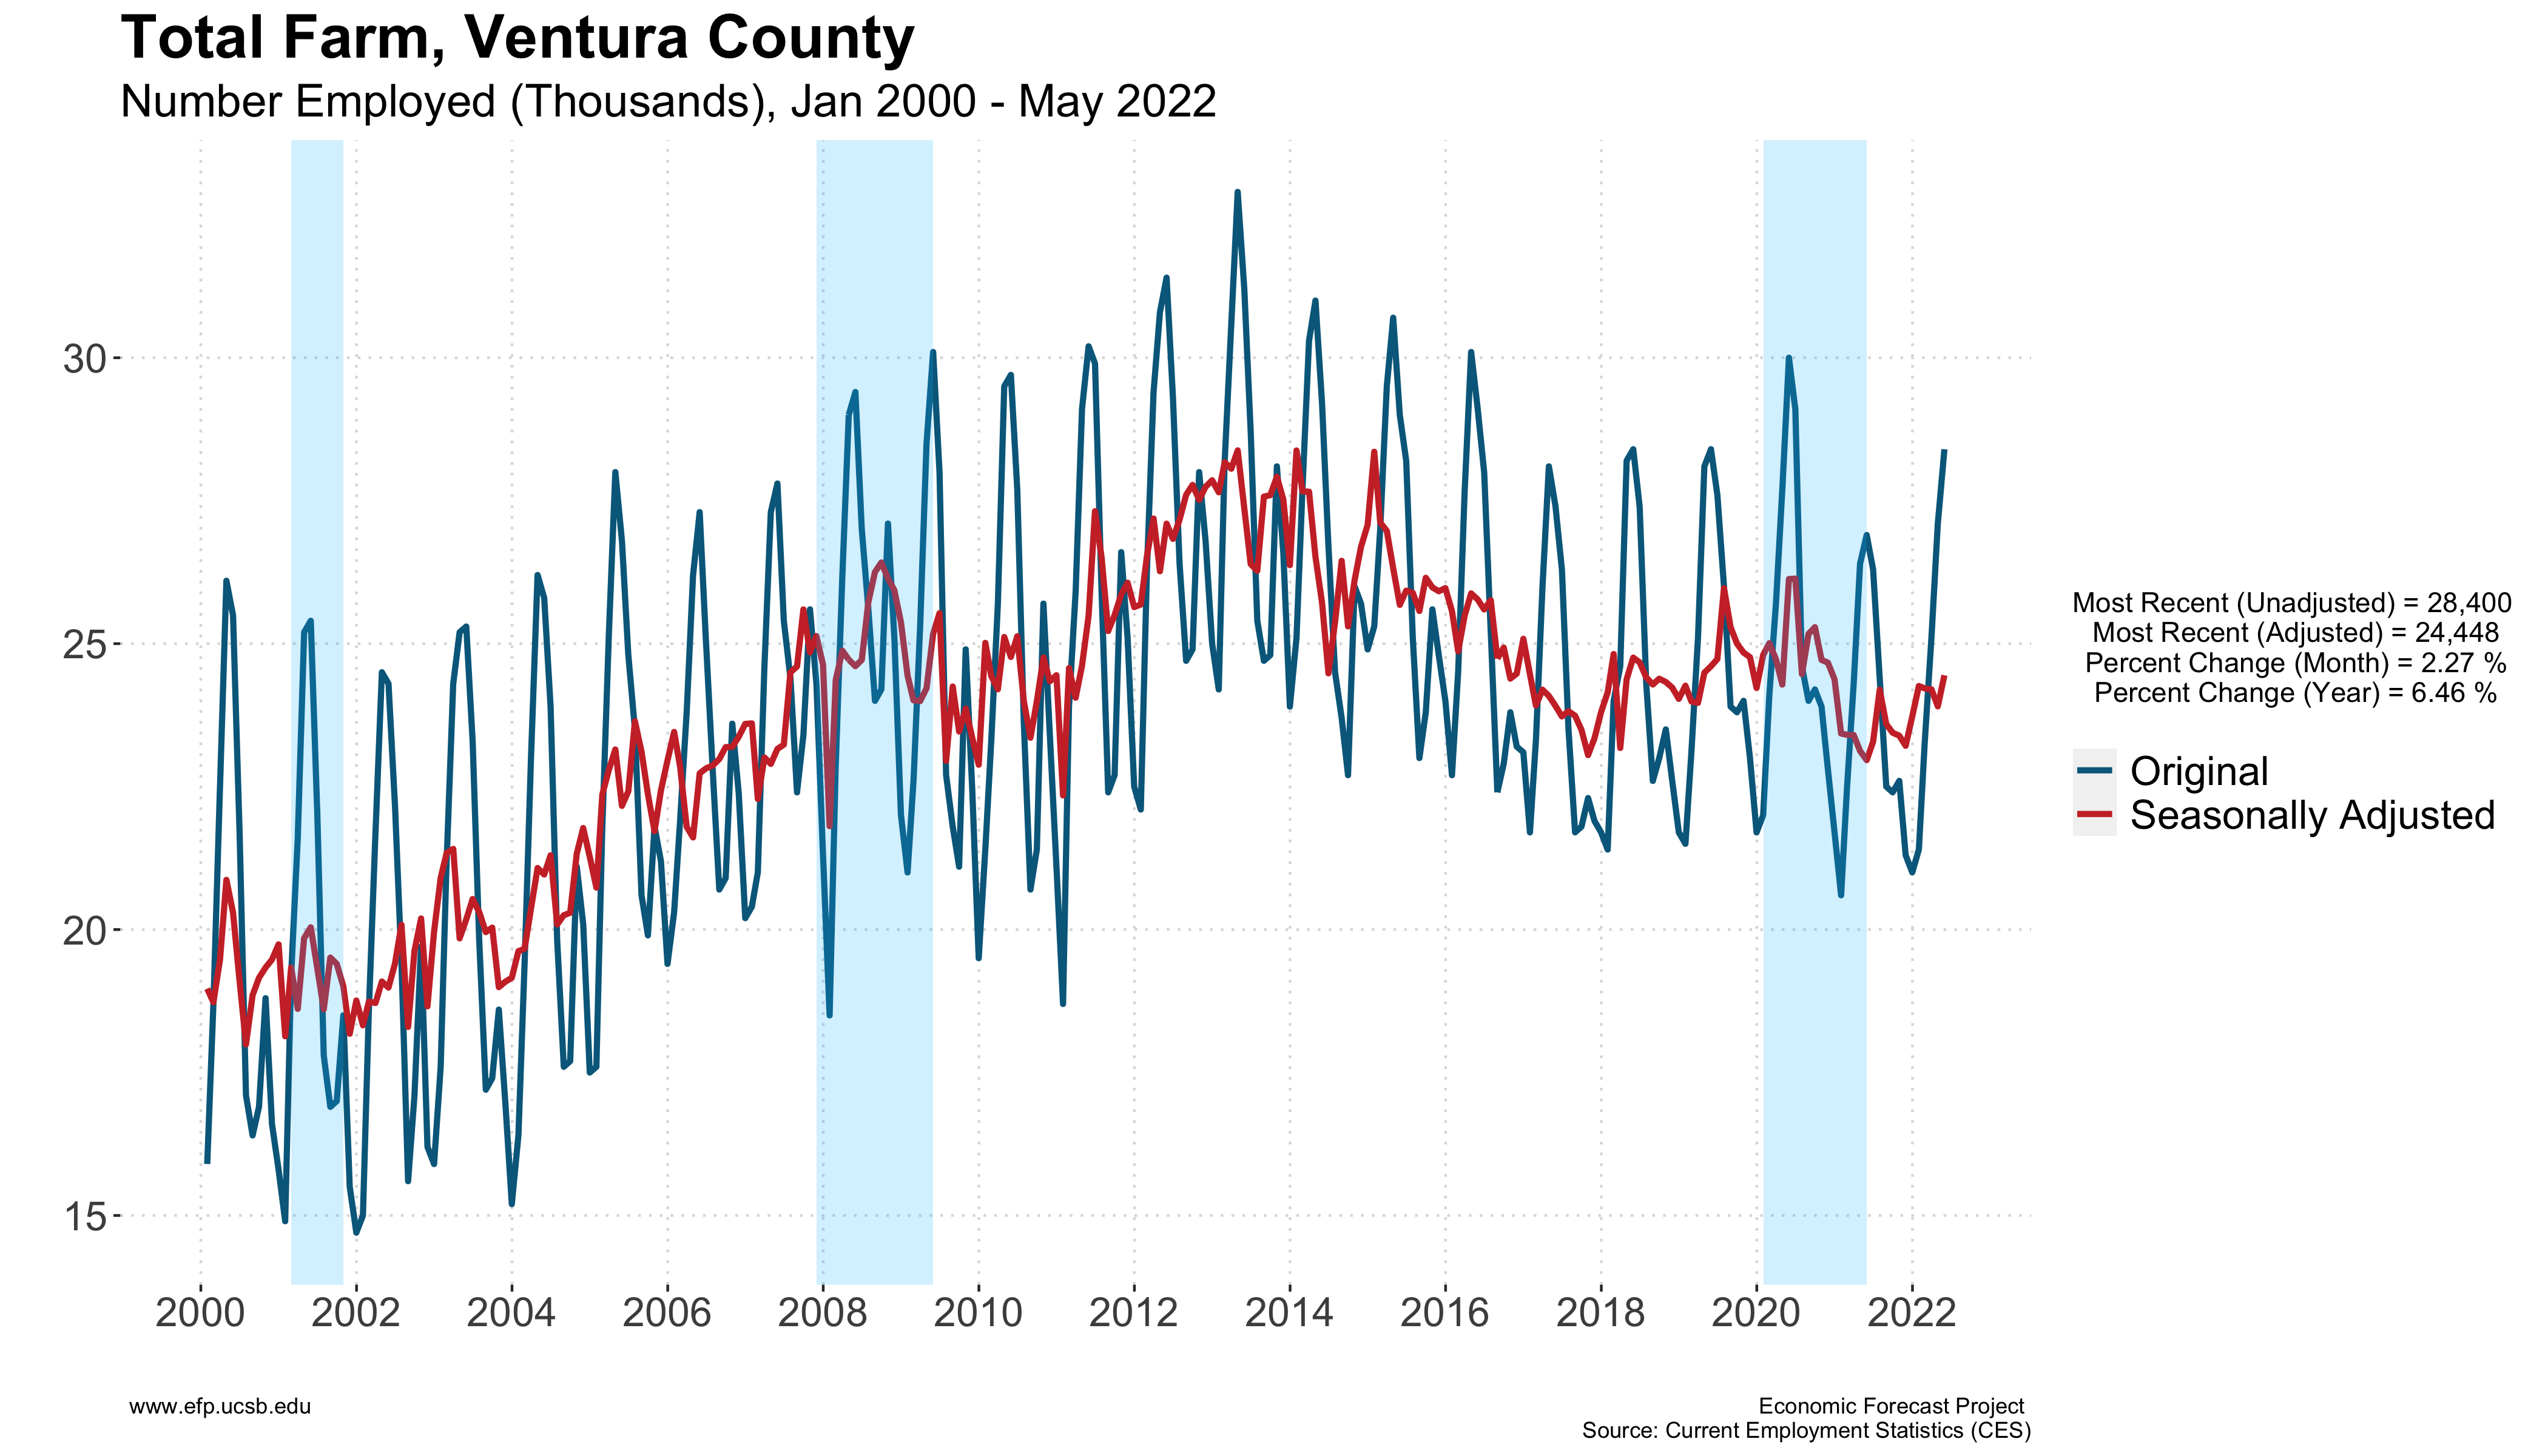 Total Farm, Ventura County
Number Employed (Thousands), Jan 2000 - May 2022
30
25
20
15
2000 2002 2004 2006 2008 2010 2012 2014 2016 2018 2020 2022
Most Recent (Unadjusted) = 28,400
Most Recent (Adjusted) = 24,448
Percent Change (Month) = 2.27 %
Percent Change (Year) = 6.46 %
Original
Seasonally Adjusted
www.efp.ucsb.edu
Economic Forecast Project
Source: Current Employment Statistics (CES)